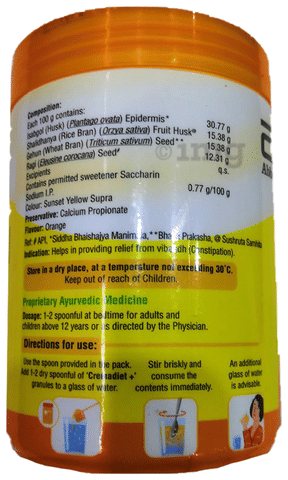 Composition:
Each 100 g contains:
Isabgol (Husk) (Plantago ovata) Epidermis* 30.77 g
Shalidhanya (Rice Bran) (Orzya sativa) Fruit Husk@ 15.38 g
Gehun (Wheat Bran) (Triticum sativum) Seed** 15.38 g
Ragi (Eleusine corocana) Seed# 12.31 g
Excipients q.s.
Contains permitted sweetener Saccharin
Sodium I.P. 0.77 g/100 g
Colour: Sunset Yellow Supra
Preservative: Calcium Propionate
Flavour: Orange
Ref: # API, *Siddha Bhaishajya Manimala, **Bhava Prakasha, @ Sushruta Samhita
Indication: Helps in providing relief from vibandh (Constipation).
Store in a dry place, at a temperature not exceeding 30°C.
Keep out of reach of Children.
Proprietary Ayurvedic Medicine
Dosage: 1-2 spoonful at bedtime for adults and
children above 12 years or as directed by the Physician.
Directions for use:
Use the spoon provided in the pack.
Add 1-2 dry spoonful of 'Cremadiet +'
granules to a glass of water.
Stir briskly and
consume the
contents immediately.
An additional
glass of water
is advisable.